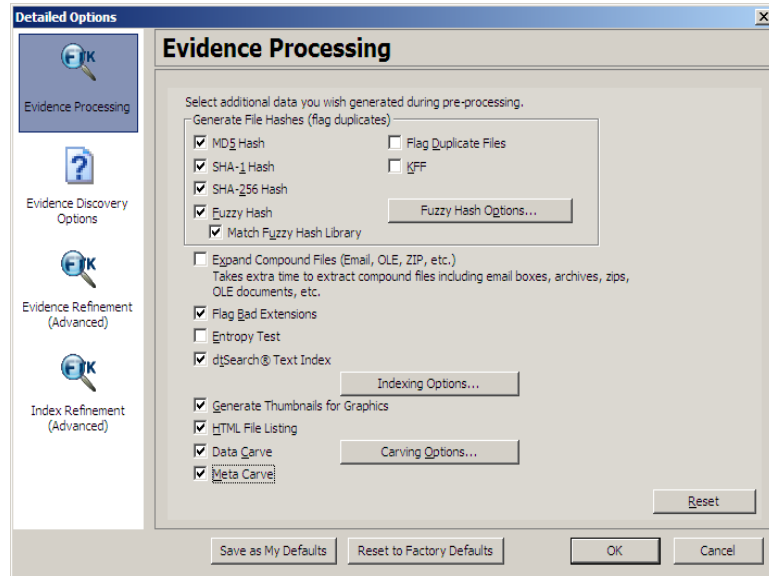 Detailed Options
FTK
Evidence Processing
Evidence Discovery
Options
FTK
Evidence Refinement
(Advanced)
FTK
Index Refinement
(Advanced)
Evidence Processing
Select additional data you wish generated during pre-processing.
Generate File Hashes (flag duplicates)
MD5 Hash
Flag Duplicate Files
SHA-1 Hash
KFF
SHA-256 Hash
Fuzzy Hash
Fuzzy Hash Options...
Match Fuzzy Hash Library
Expand Compound Files (Email, OLE, ZIP, etc.)
Takes extra time to extract compound files including email boxes, archives, zips,
OLE documents, etc.
Flag Bad Extensions
Entropy Test
dtSearch® Text Index
Indexing Options...
Generate Thumbnails for Graphics
HTML File Listing
Data Carve
Carving Options...
Meta Carve
Reset
Save as My Defaults
Reset to Factory Defaults
OK
Cancel